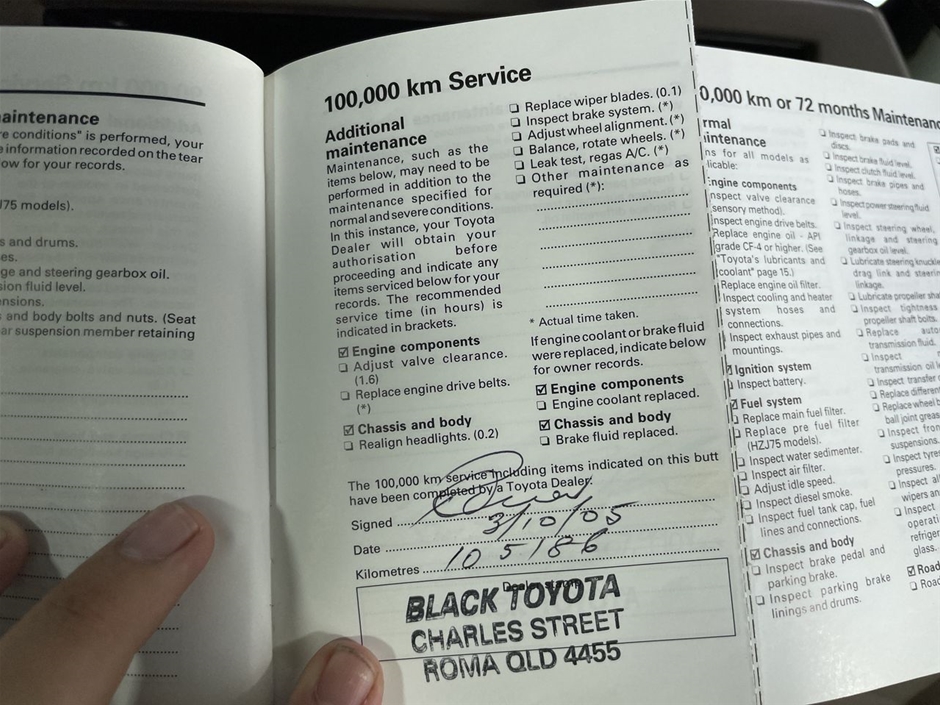 aintenance
e conditions" is performed, your
e information recorded on the tear
ow for your records.
J75 models).
s and drums.
es.
ge and steering gearbox oil.
sion fluid level.
ensions.
s and body bolts and nuts. (Seat
ar suspension member retaining
100,000 km Service
Additional
maintenance
Maintenance, such as the
items below, may need to be
performed in addition to the
maintenance specified for
normal and severe conditions.
In this instance, your Toyota
Dealer will obtain your
authorisation before
proceeding and indicate any
items serviced below for your
records. The recommended
service time (in hours) is
indicated in brackets.
☑ Engine components
❑ Adjust valve clearance.
(1.6)
❑ Replace engine drive belts.
(*)
☑ Chassis and body
❑ Realign headlights. (0.2)
❑ Replace wiper blades. (0.1)
❑ Inspect brake system. (*)
❑ Adjust wheel alignment. (*)
❑ Balance, rotate wheels. (*)
❑ Leak test, regas A/C. (*)
❑ Other maintenance as
required (*):
* Actual time taken.
If engine coolant or brake fluid
were replaced, indicate below
for owner records.
☑ Engine components
❑ Engine coolant replaced.
☑ Chassis and body
❑ Brake fluid replaced.
The 100,000 km service including items indicated on this butt
have been completed by a Toyota Dealer.
Signed
Date 3/10/05
Kilometres 105186
BLACK TOYOTA
CHARLES STREET
ROMA QLD 4455
0,000 km or 72 months Maintenanc
rmal
intenance
ns for all models as
licable:
Engine components
nspect valve clearance
sensory method).
nspect engine drive belts.
Replace engine oil - API
grade CF-4 or higher. (See
"Toyota's lubricants and
coolant" page 15.)
Replace engine oil filter.
Inspect cooling and heater
system hoses and
connections.
Inspect exhaust pipes and
mountings.
☑ Ignition system
❑ Inspect battery.
☑ Fuel system
❑ Replace main fuel filter.
❑ Replace pre fuel filter
(HZJ75 models).
❑ Inspect water sedimenter.
❑ Inspect air filter.
❑ Adjust idle speed.
❑ Inspect diesel smoke.
❑ Inspect fuel tank cap, fuel
lines and connections.
☑ Chassis and body
❑ Inspect brake pedal and
parking brake.
❑ Inspect parking brake
linings and drums.
❑ Inspect brake pads and
discs.
❑ Inspect brake fluid level.
❑ Inspect clutch fluid level.
❑ Inspect brake pipes and
hoses.
❑ Inspect power steering fluid
level.
❑ Inspect steering wheel,
linkage and steering
gearbox oil level.
❑ Lubricate steering knuckle
drag link and steerin
linkage.
❑ Lubricate propeller sha
❑ Inspect tightness
propeller shaft bolts.
❑ Replace auto
transmission fluid.
❑ Inspect
transmission oil l
❑ Inspect transfer
❑ Replace differen
❑ Replace wheel b
ball joint greas
❑ Inspect fron
suspensions.
❑ Inspect tyre
pressures.
❑ Inspect al
wipers an
❑ Inspect
operati
refriger
glass.
☑ Road
❑ Road